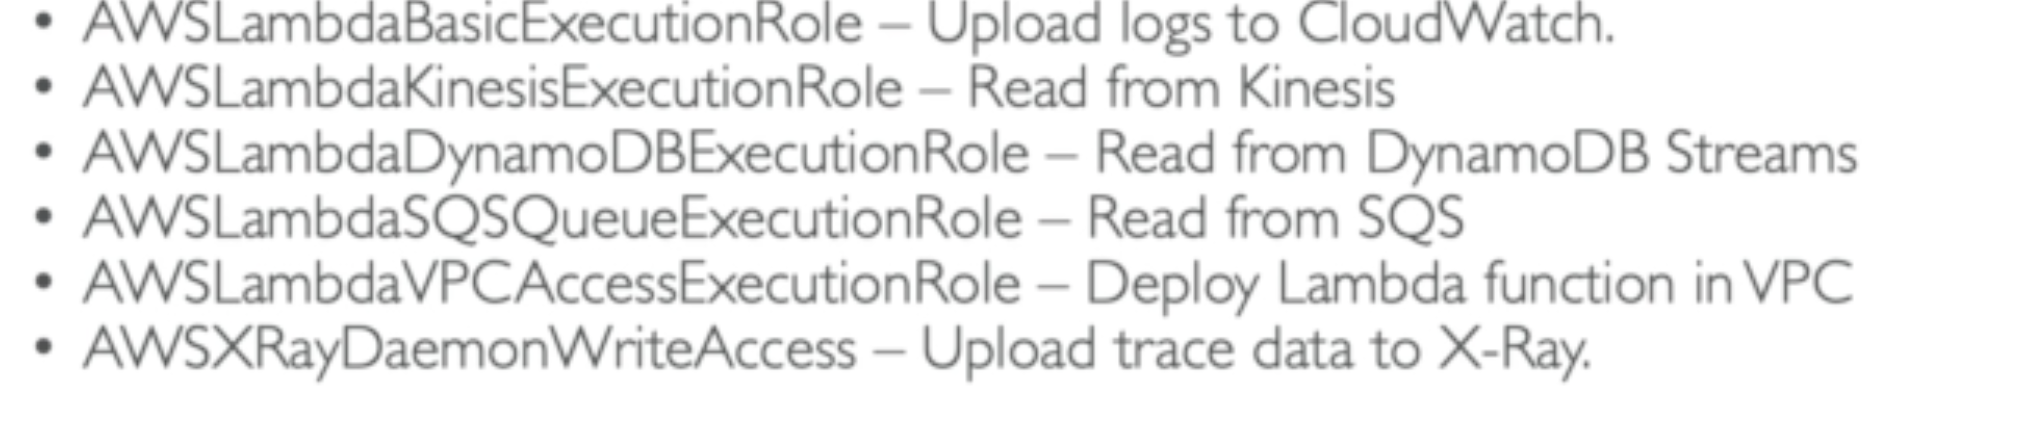 • AWSLambdaBasicExecutionRole – Upload logs to CloudWatch.
• AWSLambdaKinesisExecutionRole – Read from Kinesis
• AWSLambdaDynamoDBExecutionRole – Read from DynamoDB Streams
• AWSLambdaSQSQueueExecutionRole – Read from SQS
• AWSLambdaVPCAccessExecutionRole – Deploy Lambda function in VPC
• AWSXRayDaemonWriteAccess – Upload trace data to X-Ray.